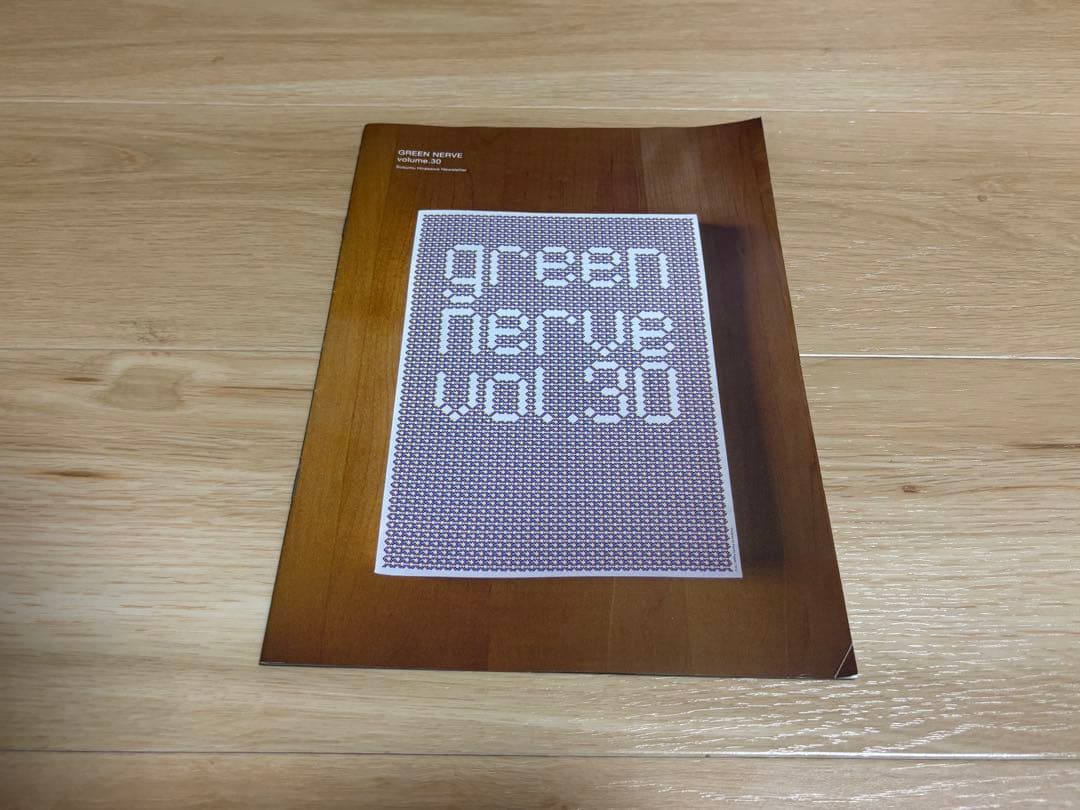 GREEN NERVE
volume.30
Susumu Hirasawa Newsletter
green
nerve
vol.30